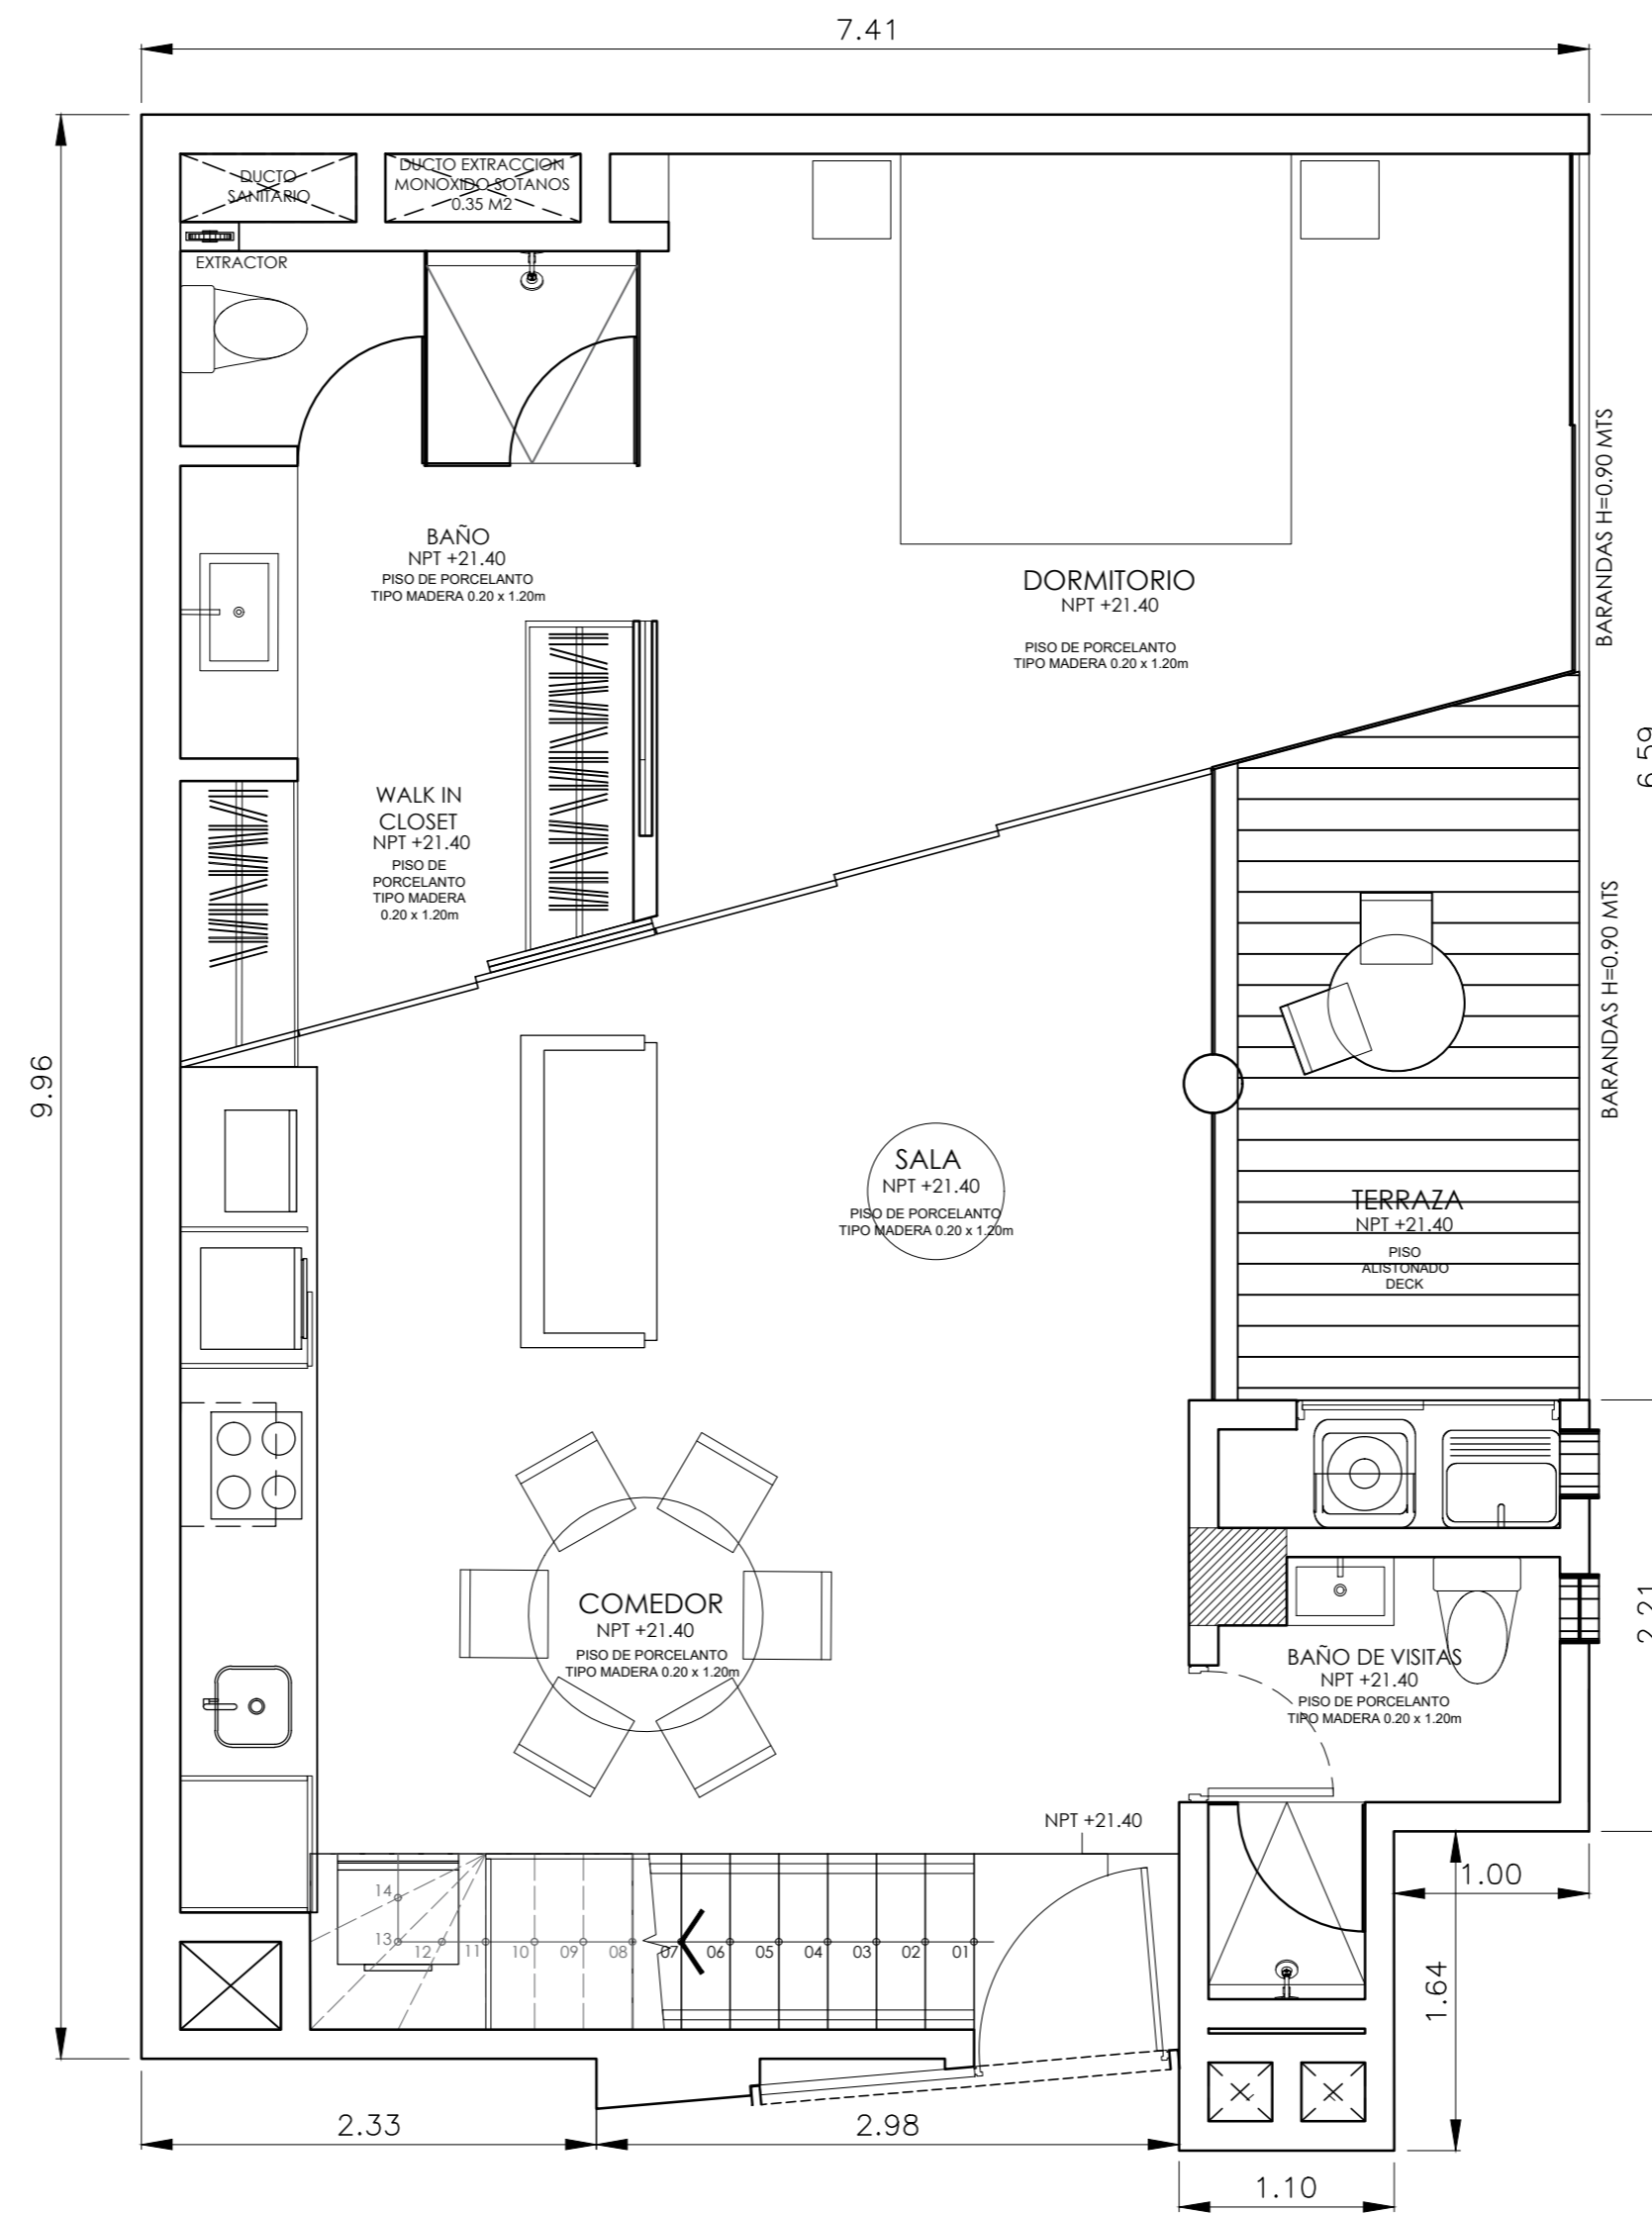 7.41
DUCTO
SANITARIO
DUCTO EXTRACCION
MONOXIDO SOTANOS
0.35 M2
EXTRACTOR
BARANDAS H=0.90 MTS
BAÑO
NPT +21.40
PISO DE PORCELANTO
TIPO MADERA 0.20 x 1.20m
DORMITORIO
NPT +21.40
PISO DE PORCELANTO
TIPO MADERA 0.20 x 1.20m
6.59
WALK IN
CLOSET
NPT +21.40
PISO DE
PORCELANTO
TIPO MADERA
0.20 x 1.20m
BARANDAS H=0.90 MTS
9.96
SALA
NPT +21.40
PISO DE PORCELANTO
TIPO MADERA 0.20 x 1.20m
TERRAZA
NPT +21.40
PISO
ALISTONADO
DECK
COMEDOR
NPT +21.40
PISO DE PORCELANTO
TIPO MADERA 0.20 x 1.20m
2.21
BAÑO DE VISITAS
NPT +21.40
PISO DE PORCELANTO
TIPO MADERA 0.20 x 1.20m
NPT +21.40
1.00
14
13 12 11 10 09 08 07 06 05 04 03 02 01
1.64
2.33
2.98
1.10